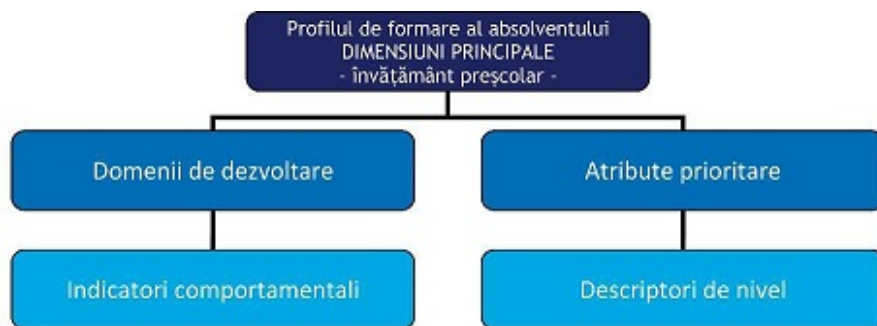 Profilul de formare al absolventului
DIMENSIUNI PRINCIPALE
- învățământ preșcolar -
Domenii de dezvoltare
Atribute prioritare
Indicatori comportamentali
Descriptori de nivel